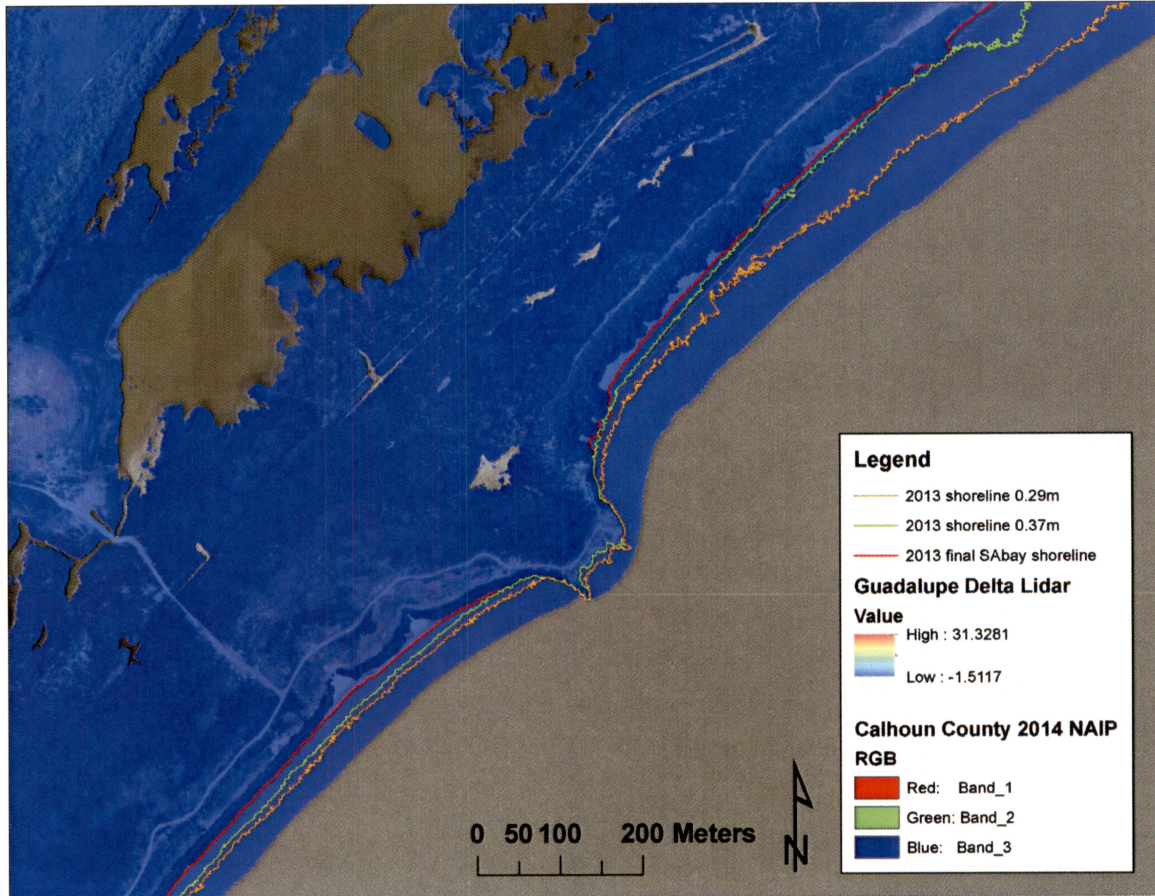 Legend
2013 shoreline 0.29m
2013 shoreline 0.37m
2013 final SAbay shoreline
Guadalupe Delta Lidar
Value
High : 31.3281
Low : -1.5117
Calhoun County 2014 NAIP
RGB
Red: Band_1
Green: Band_2
Blue: Band_3
0 50 100 200 Meters
N